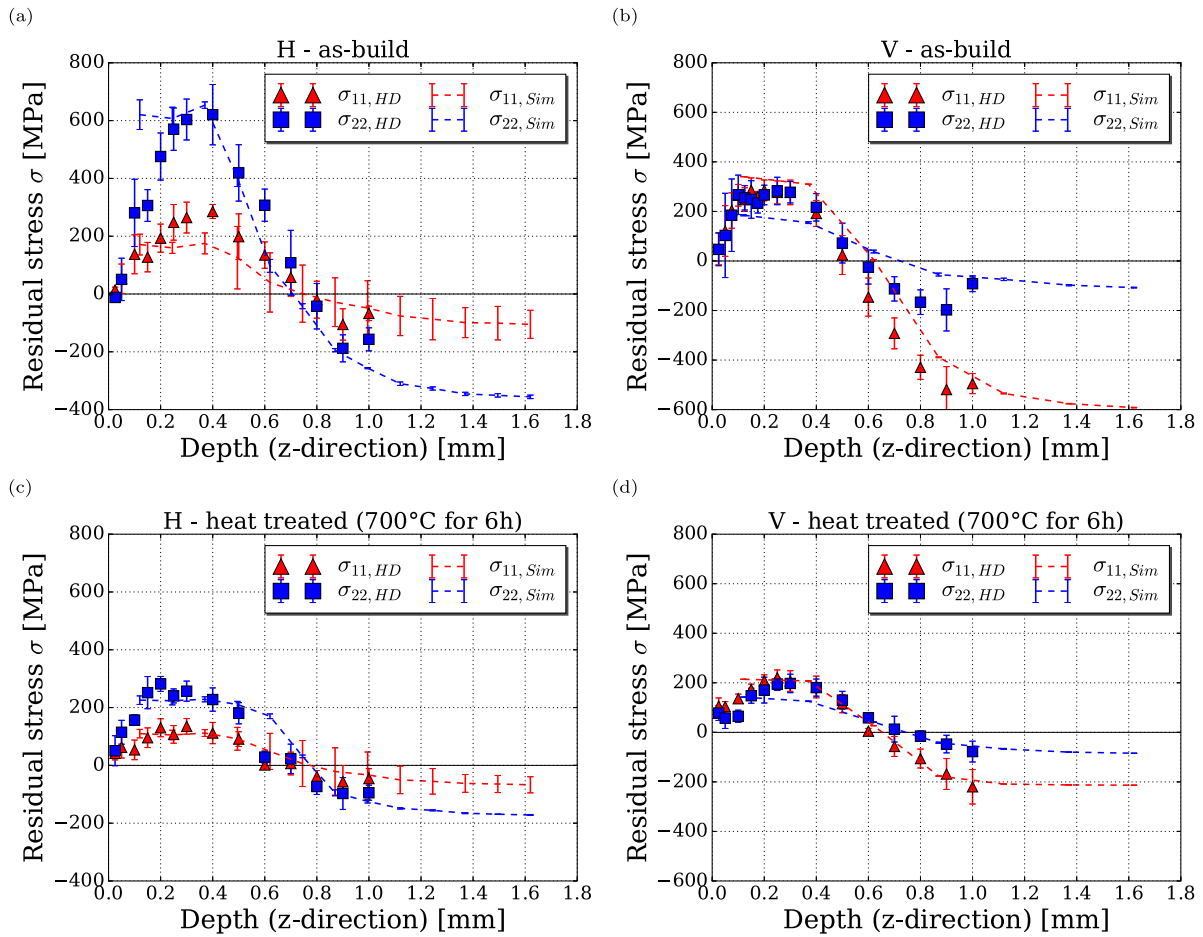 (a)
H - as-build
800
600
400
200
0
−200
−400
0.0 0.2 0.4 0.6 0.8 1.0 1.2 1.4 1.6 1.8
Residual stress σ [MPa]
Depth (z-direction) [mm]
σ11,HD σ11,Sim
σ22,HD σ22,Sim
(b)
V - as-build
800
600
400
200
0
−200
−400
−600
0.0 0.2 0.4 0.6 0.8 1.0 1.2 1.4 1.6 1.8
Residual stress σ [MPa]
Depth (z-direction) [mm]
σ11,HD σ11,Sim
σ22,HD σ22,Sim
(c)
H - heat treated (700°C for 6h)
800
600
400
200
0
−200
−400
0.0 0.2 0.4 0.6 0.8 1.0 1.2 1.4 1.6 1.8
Residual stress σ [MPa]
Depth (z-direction) [mm]
σ11,HD σ11,Sim
σ22,HD σ22,Sim
(d)
V - heat treated (700°C for 6h)
800
600
400
200
0
−200
−400
−600
0.0 0.2 0.4 0.6 0.8 1.0 1.2 1.4 1.6 1.8
Residual stress σ [MPa]
Depth (z-direction) [mm]
σ11,HD σ11,Sim
σ22,HD σ22,Sim